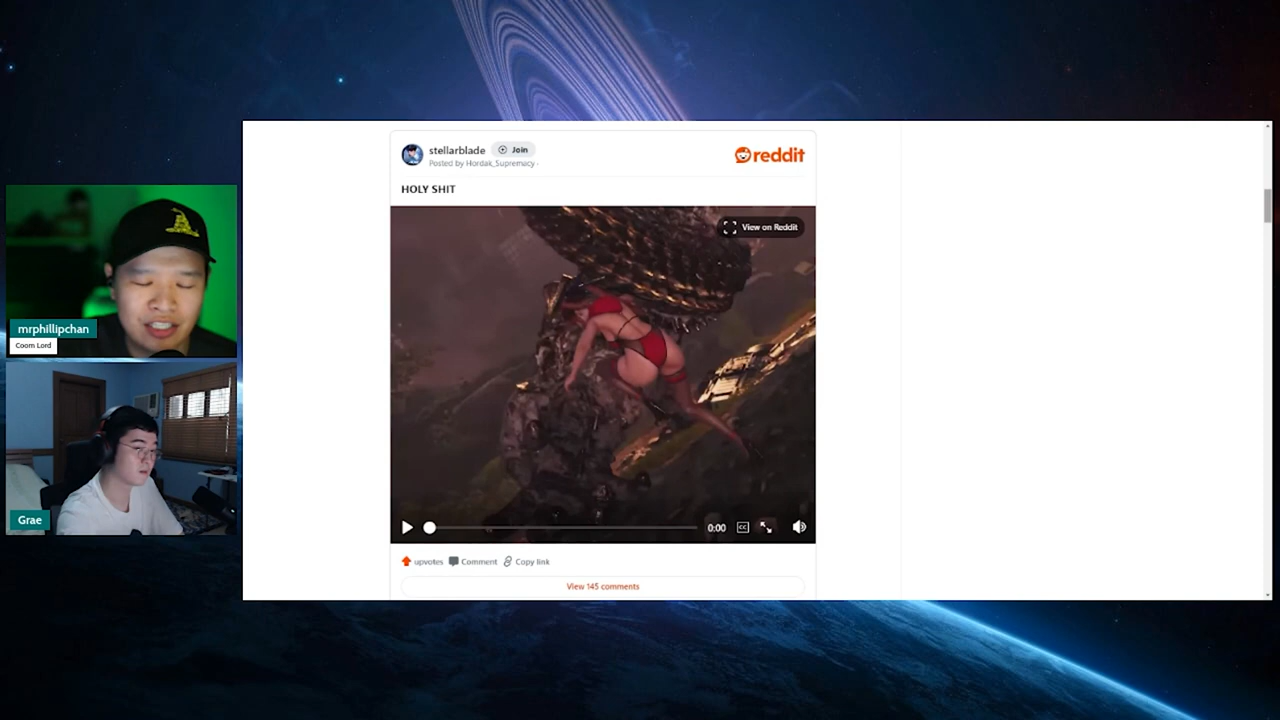 stellarblade
Join
Posted by Hordak_Supremacy ·
reddit
HOLY SHIT
View on Reddit
mrphillipchan
Coom Lord
Grae
0:00
CC
upvotes
Comment
Copy link
View 145 comments